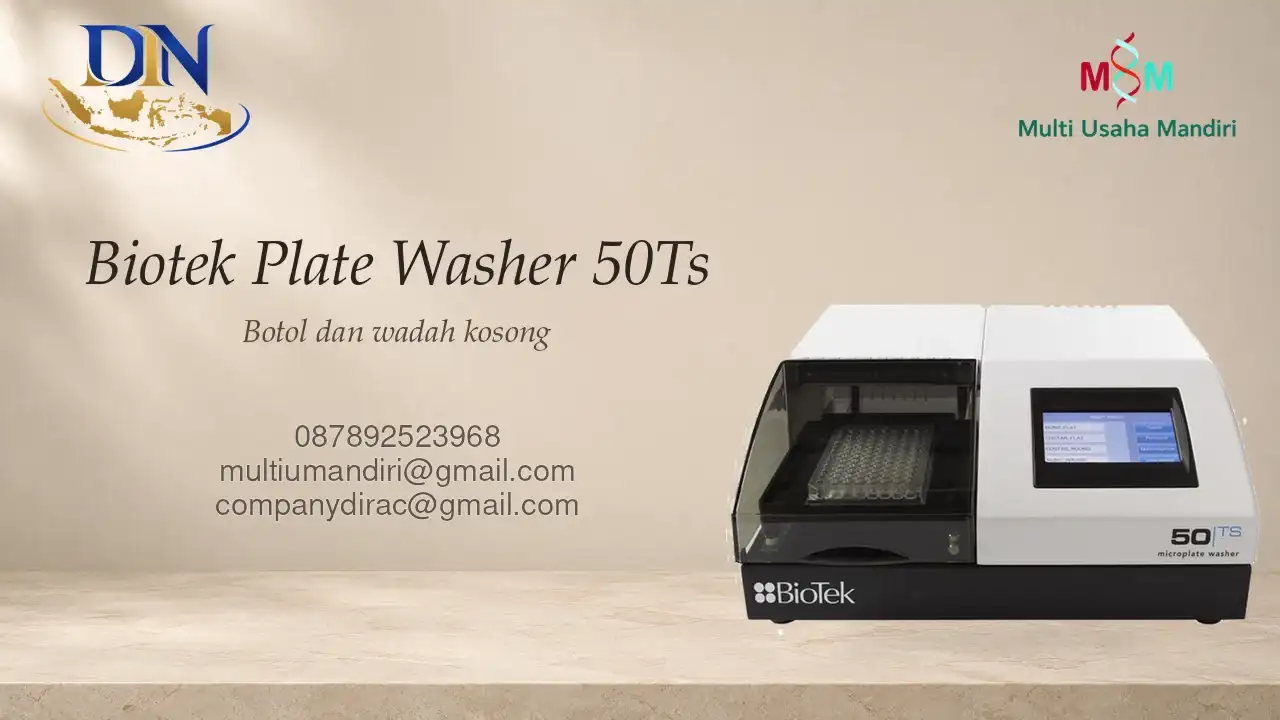 DIN
M M
Multi Usaha Mandiri
Biotek Plate Washer 50Ts
Botol dan wadah kosong
087892523968
multiumandiri@gmail.com
companydirac@gmail.com
50 TS
microplate washer
BioTek